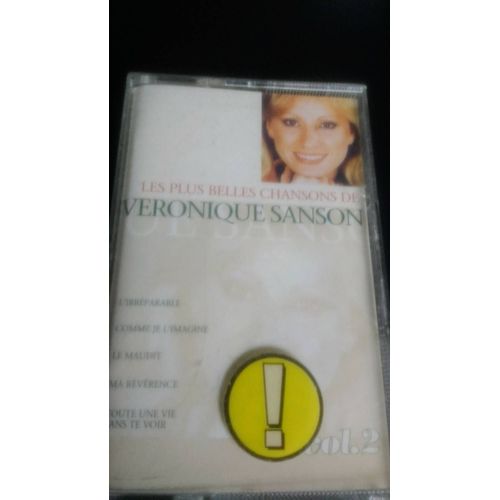 LES PLUS BELLES CHANSONS DE
VERONIQUE SANSON
L'IRRÉPARABLE
COMME JE L'IMAGINE
LE MAUDIT
MA RÉVÉRENCE
TOUTE UNE VIE
SANS TE VOIR
!
vol.2